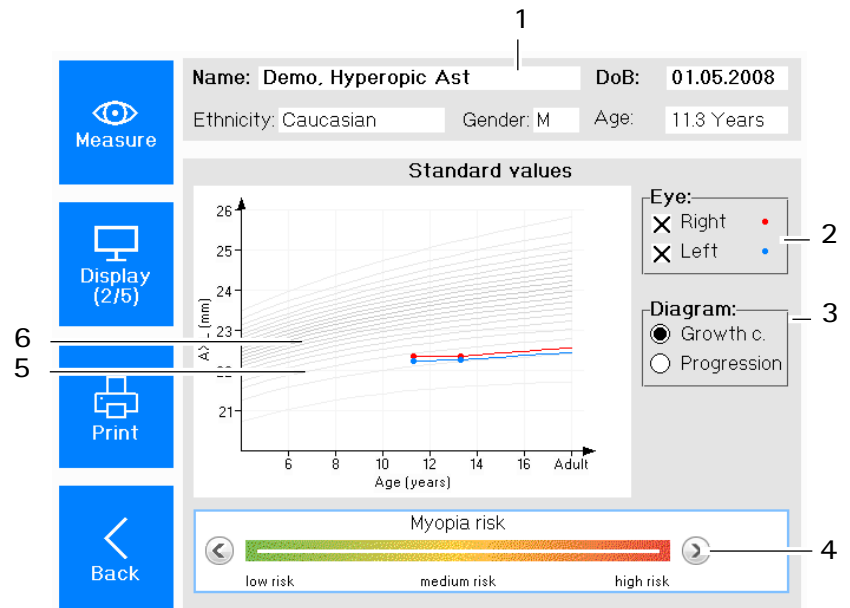 1
Name: Demo, Hyperopic Ast DoB: 01.05.2008
Ethnicity: Caucasian Gender: M Age: 11.3 Years
Measure
Standard values
Eye:
Right
Left
2
Display
(2/5)
Diagram:
3
Growth c.
Progression
26
25
24
23
22
21
(mm)
6
5
6 8 10 12 14 16 Adult
Age (years)
Print
Myopia risk
4
low risk medium risk high risk
Back